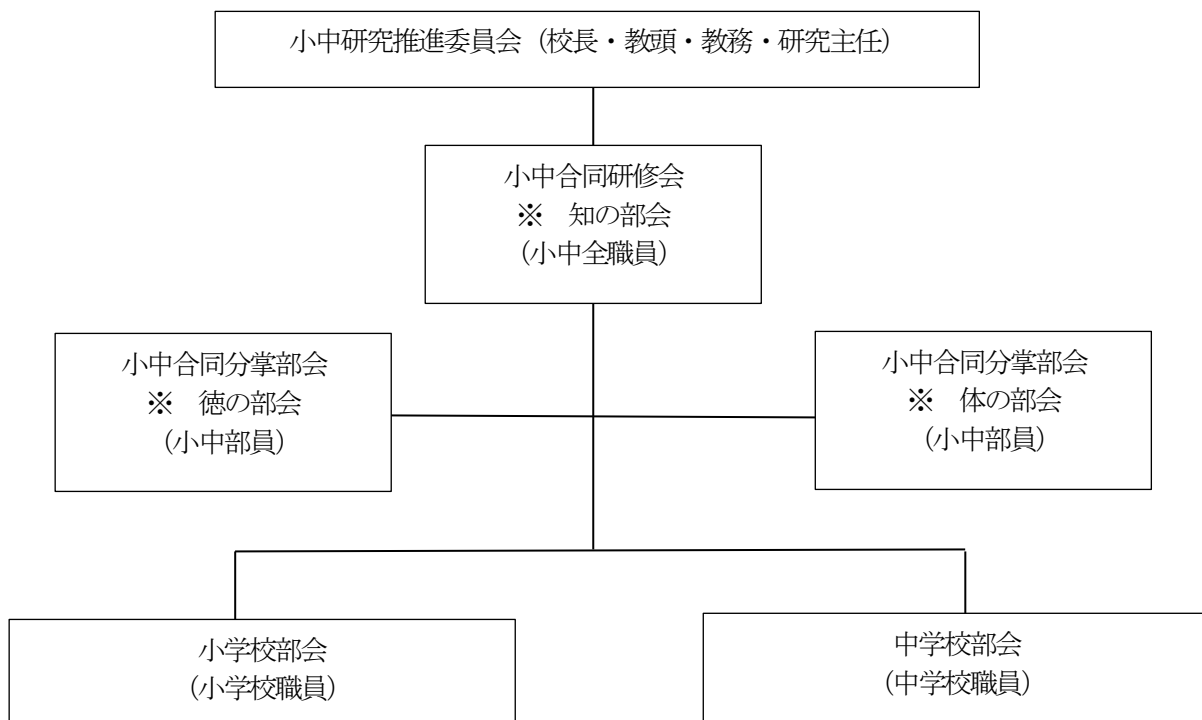 小中研究推進委員会（校長・教頭・教務・研究主任）
小中合同研修会
※　知の部会
（小中全職員）
小中合同分掌部会
※　徳の部会
（小中部員）
小中合同分掌部会
※　体の部会
（小中部員）
小学校部会
（小学校職員）
中学校部会
（中学校職員）